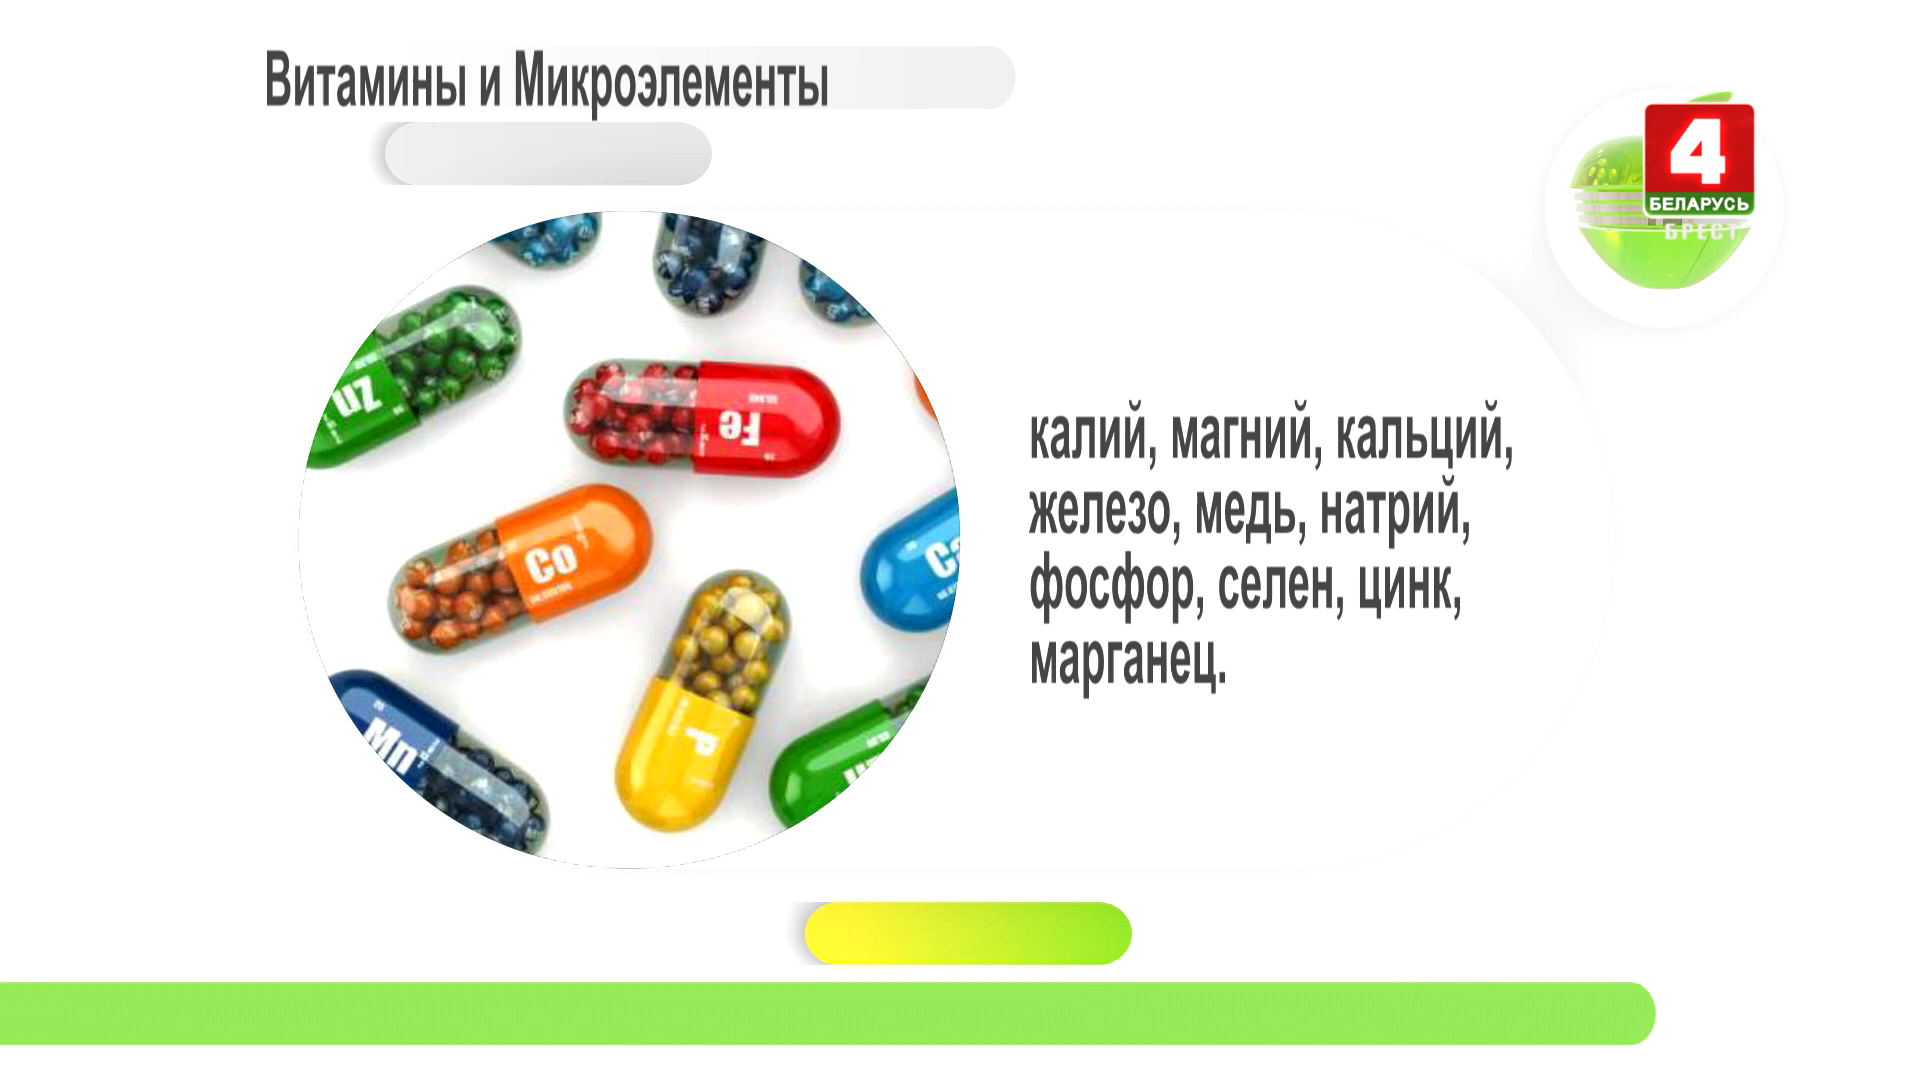 Витамины и Микроэлементы
4
БЕЛАРУСЬ
БРЕСТ
калий, магний, кальций,
железо, медь, натрий,
фосфор, селен, цинк,
марганец.
Zn
Fe
Co
Mn
P